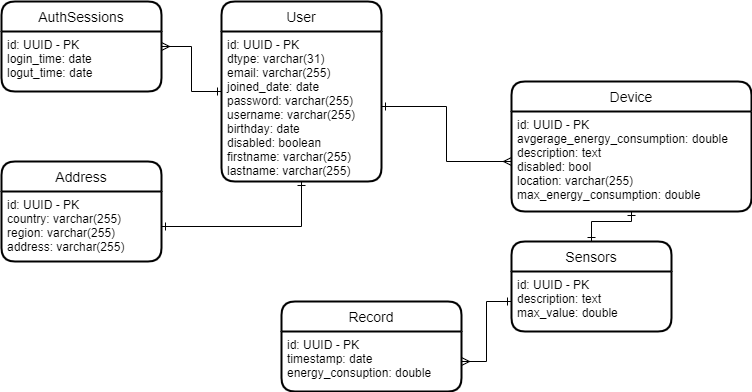 AuthSessions
id: UUID - PK
login_time: date
logut_time: date
User
id: UUID - PK
dtype: varchar(31)
email: varchar(255)
joined_date: date
password: varchar(255)
username: varchar(255)
birthday: date
disabled: boolean
firstname: varchar(255)
lastname: varchar(255)
Device
id: UUID - PK
avgerage_energy_consumption: double
description: text
disabled: bool
location: varchar(255)
max_energy_consumption: double
Address
id: UUID - PK
country: varchar(255)
region: varchar(255)
address: varchar(255)
Sensors
id: UUID - PK
description: text
max_value: double
Record
id: UUID - PK
timestamp: date
energy_consuption: double